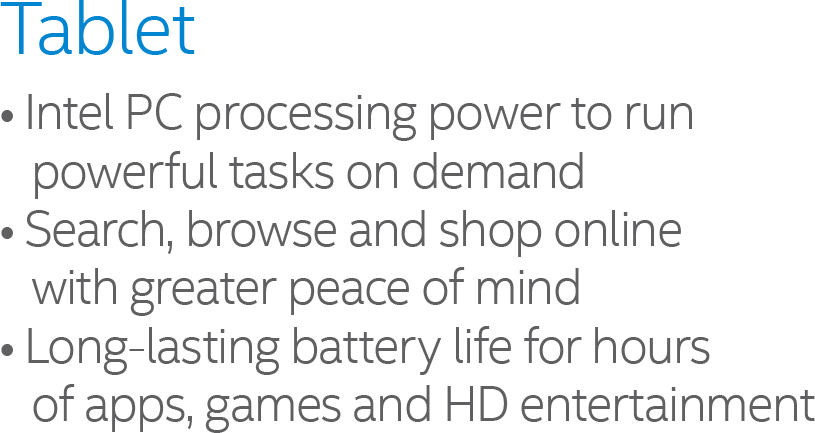 Tablet
• Intel PC processing power to run
powerful tasks on demand
• Search, browse and shop online
with greater peace of mind
• Long-lasting battery life for hours
of apps, games and HD entertainment